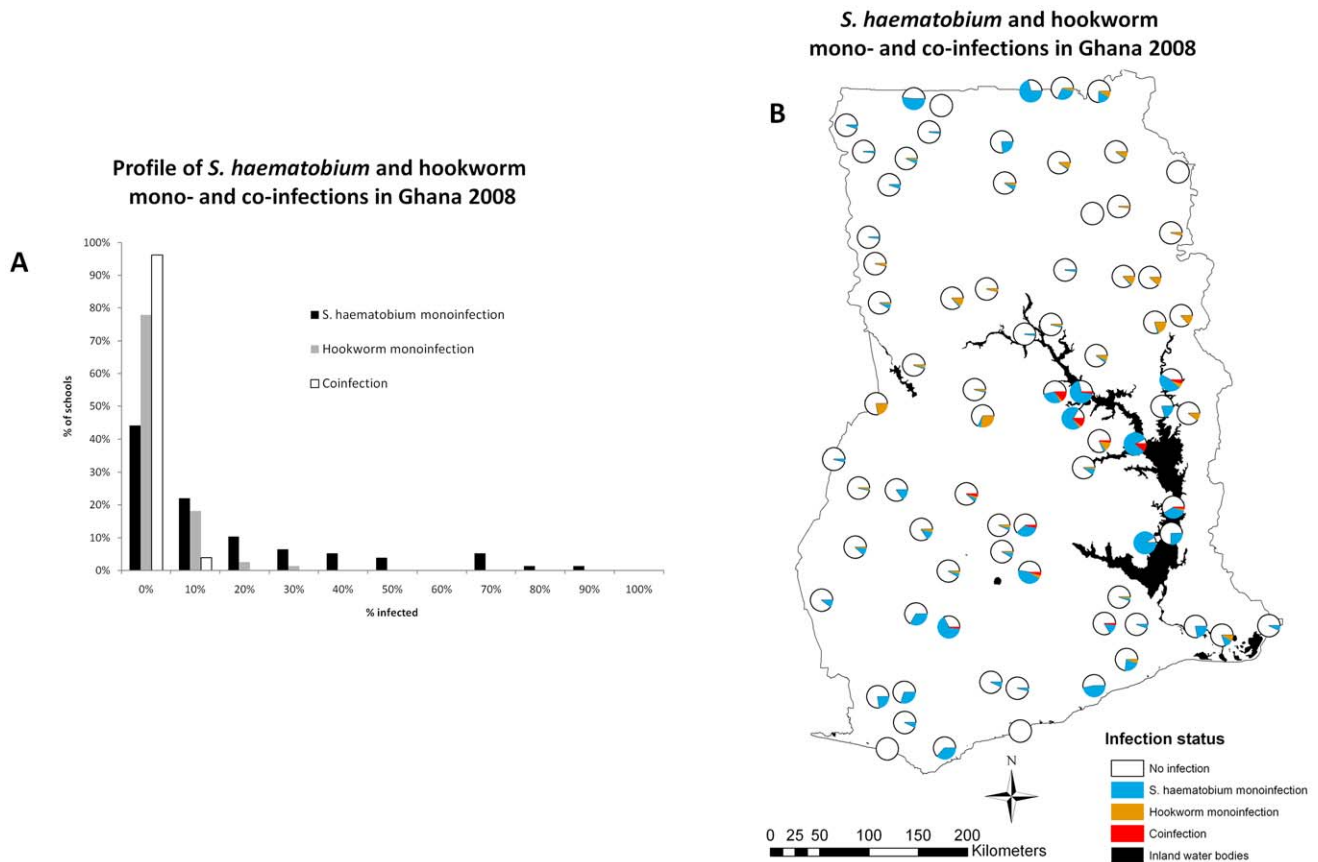 A
Profile of S. haematobium and hookworm
mono- and co-infections in Ghana 2008
100%
90%
80%
70%
60%
50%
40%
30%
20%
10%
0%
% of schools
S. haematobium monoinfection
Hookworm monoinfection
Coinfection
0% 10% 20% 30% 40% 50% 60% 70% 80% 90% 100%
% infected
S. haematobium and hookworm
mono- and co-infections in Ghana 2008
B
N
0 25 50 100 150 200
Kilometers
Infection status
No infection
S. haematobium monoinfection
Hookworm monoinfection
Coinfection
Inland water bodies